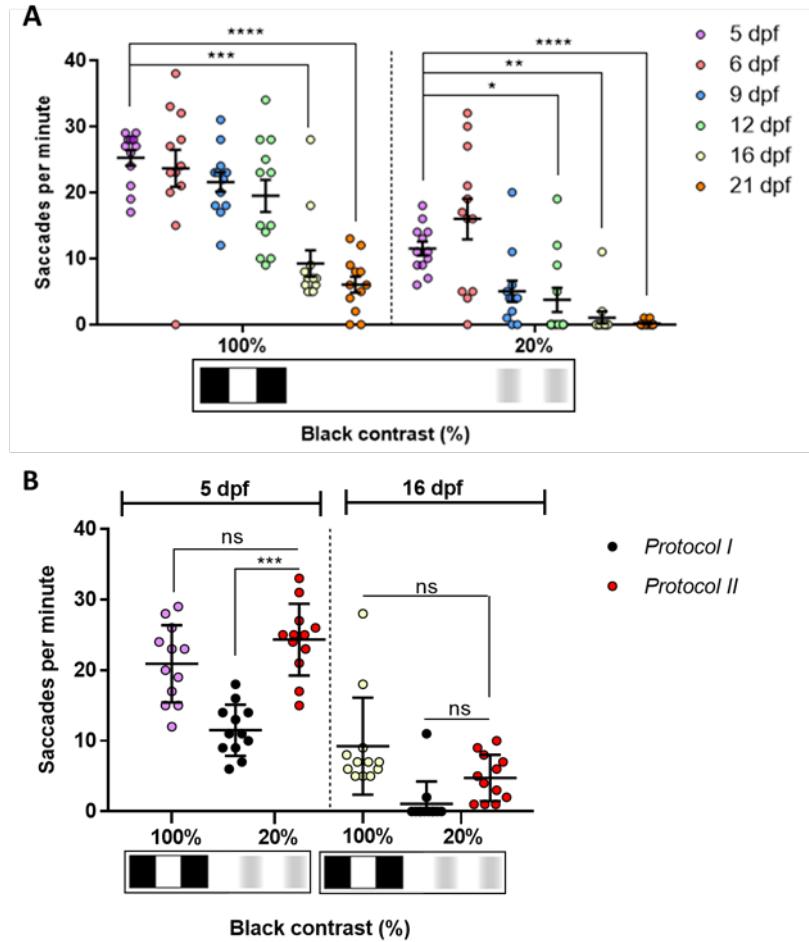 A
****
***
****
**
*
5 dpf
6 dpf
9 dpf
12 dpf
16 dpf
21 dpf
40
30
20
10
0
Saccades per minute
100%
20%
Black contrast (%)
B
5 dpf
16 dpf
40
30
20
10
0
Saccades per minute
ns
***
ns
ns
Protocol I
Protocol II
100%
20%
100%
20%
Black contrast (%)